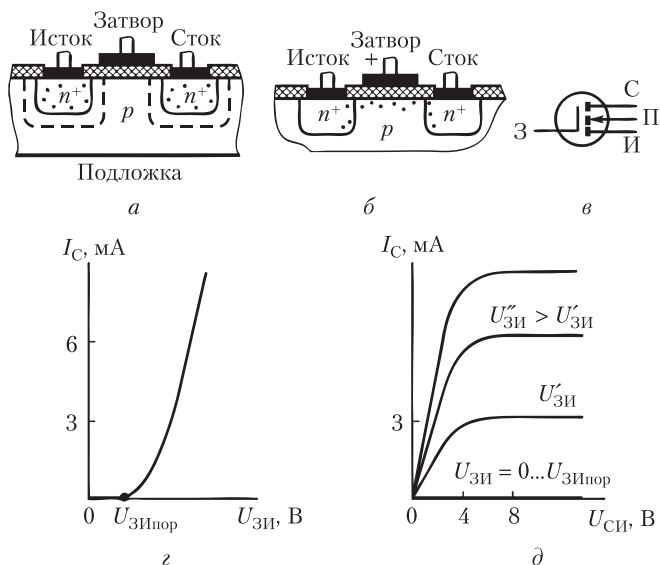 Затвор
Исток Сток
n⁺ p n⁺
Подложка
а
Затвор
Исток + Сток
n⁺ p n⁺
б
З С
П
И
в
I_С, мА
6
3
0 U_ЗИпор U_ЗИ, В
г
I_С, мА
U″_ЗИ > U′_ЗИ
3 U′_ЗИ
U_ЗИ = 0...U_ЗИпор
0 4 8 U_СИ, В
д